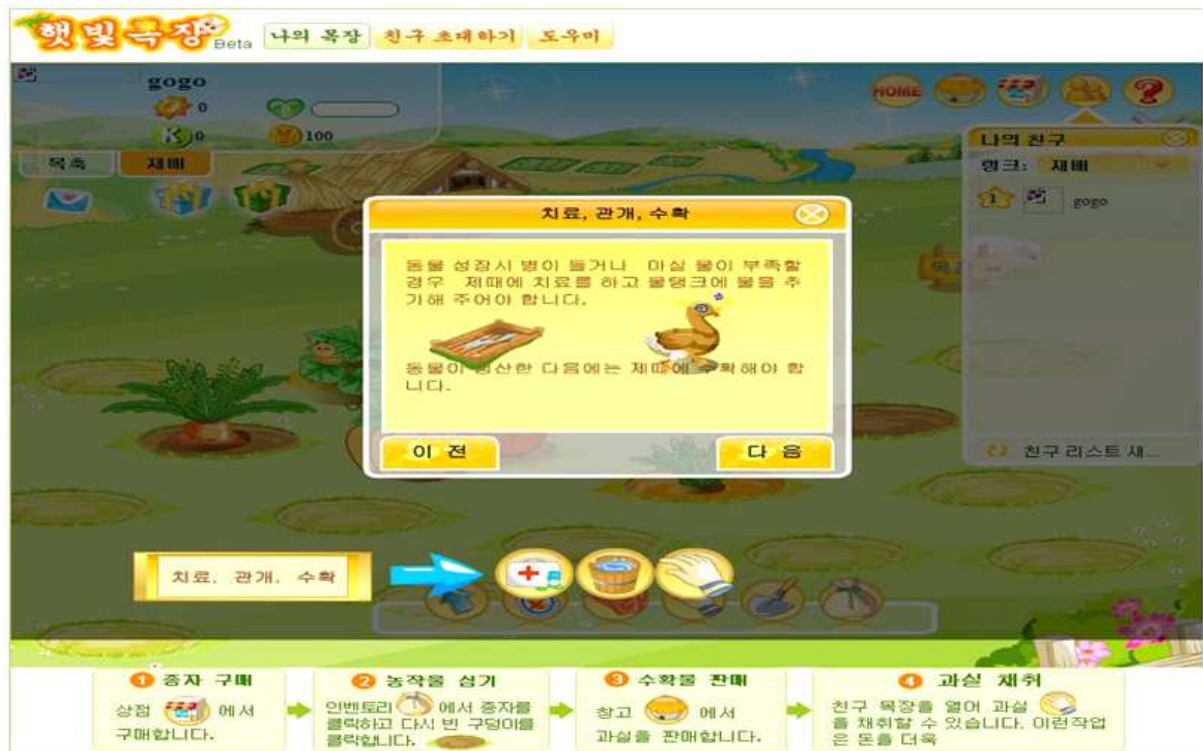 햇빛목장 Beta 나의 목장 친구 초대하기 도우미
gogo
0
K 0 100
목축 재배
HOME ?
나의 친구
랭크: 재배
1 gogo
치료, 관개, 수확
동물 성장시 병이 들거나 마실 물이 부족할
경우 제때에 치료를 하고 물탱크에 물을 추
가해 주어야 합니다.
동물이 생산한 다음에는 제때에 수확해야 합
니다.
이 전
다 음
친구 리스트 새...
치료, 관개, 수확
1 종자 구매
상점 에서
구매합니다.
2 농작물 심기
인벤토리 에서 종자를
클릭하고 다시 빈 구덩이를
클릭합니다.
3 수확물 판매
창고 에서
과실을 판매합니다.
4 과실 채취
친구 목장을 열어 과실
을 채취할 수 있습니다. 이런작업
은 돈을 더욱